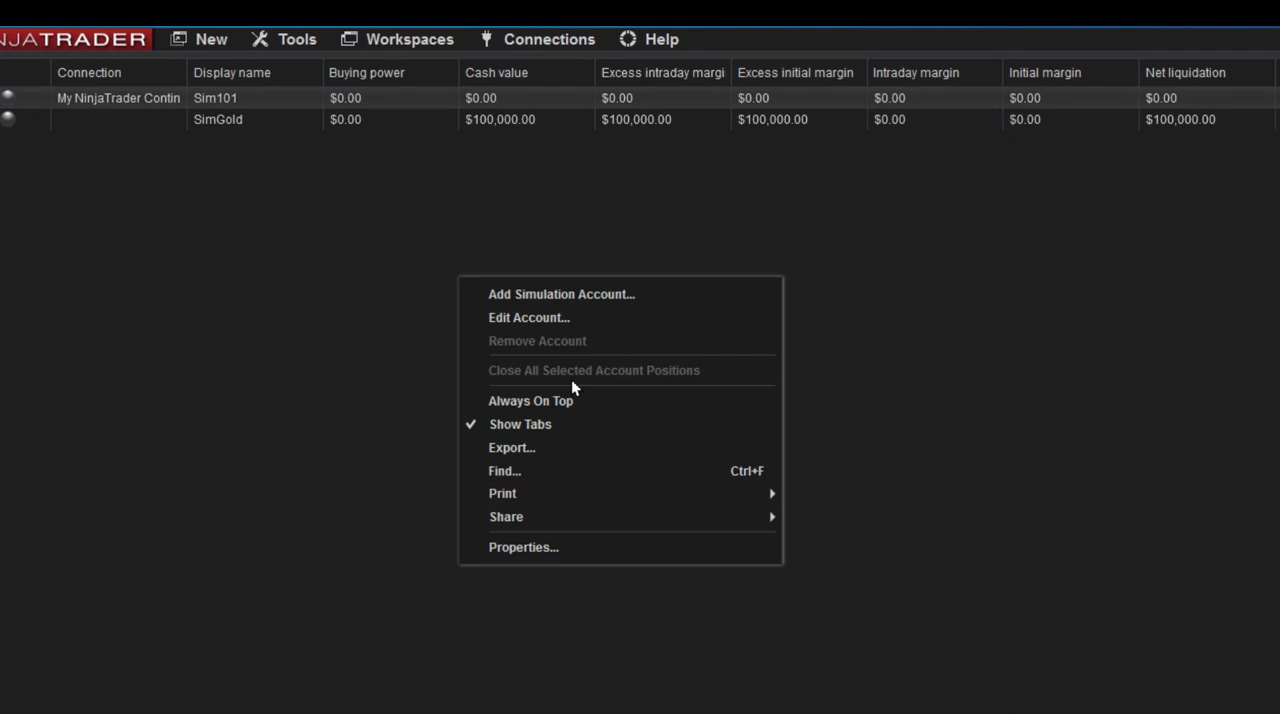 NJATRADER New Tools Workspaces Connections Help
Connection Display name Buying power Cash value Excess intraday margi Excess initial margin Intraday margin Initial margin Net liquidation
My NinjaTrader Contin Sim101 $0.00 $0.00 $0.00 $0.00 $0.00 $0.00 $0.00
SimGold $0.00 $100,000.00 $100,000.00 $100,000.00 $0.00 $0.00 $100,000.00
Add Simulation Account...
Edit Account...
Remove Account
Close All Selected Account Positions
Always On Top
Show Tabs
Export...
Find... Ctrl+F
Print
Share
Properties...